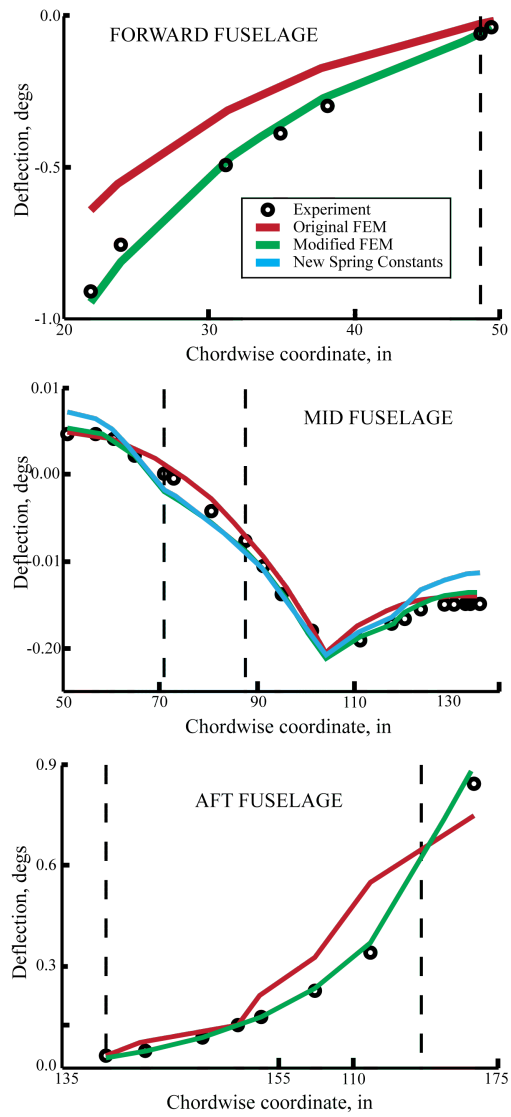 0.0
FORWARD FUSELAGE
Deflection, degs
-0.5
Experiment
Original FEM
Modified FEM
New Spring Constants
-1.0
20 30 40 50
Chordwise coordinate, in
0.01
MID FUSELAGE
Deflection, degs
0.00
-0.01
-0.20
50 70 90 110 130
Chordwise coordinate, in
0.9
AFT FUSELAGE
Deflection, degs
0.6
0.3
0.0
135 155 110 175
Chordwise coordinate, in